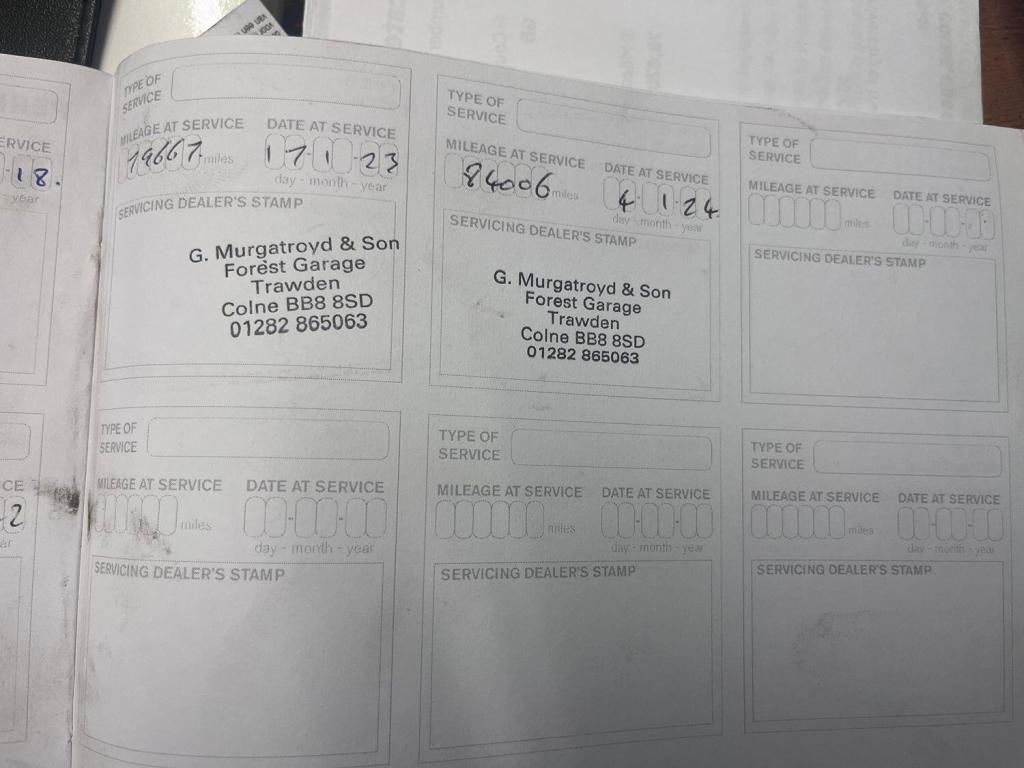 TYPE OF
SERVICE
MILEAGE AT SERVICE DATE AT SERVICE
79667 miles 17 1 23
day - month - year
SERVICING DEALER'S STAMP
G. Murgatroyd & Son
Forest Garage
Trawden
Colne BB8 8SD
01282 865063
TYPE OF
SERVICE
MILEAGE AT SERVICE DATE AT SERVICE
84006 miles 4 1 24
day - month - year
SERVICING DEALER'S STAMP
G. Murgatroyd & Son
Forest Garage
Trawden
Colne BB8 8SD
01282 865063
TYPE OF
SERVICE
MILEAGE AT SERVICE DATE AT SERVICE
miles
day - month - year
SERVICING DEALER'S STAMP
TYPE OF
SERVICE
MILEAGE AT SERVICE DATE AT SERVICE
miles
day - month - year
SERVICING DEALER'S STAMP
TYPE OF
SERVICE
MILEAGE AT SERVICE DATE AT SERVICE
miles
day - month - year
SERVICING DEALER'S STAMP
TYPE OF
SERVICE
MILEAGE AT SERVICE DATE AT SERVICE
miles
day - month - year
SERVICING DEALER'S STAMP